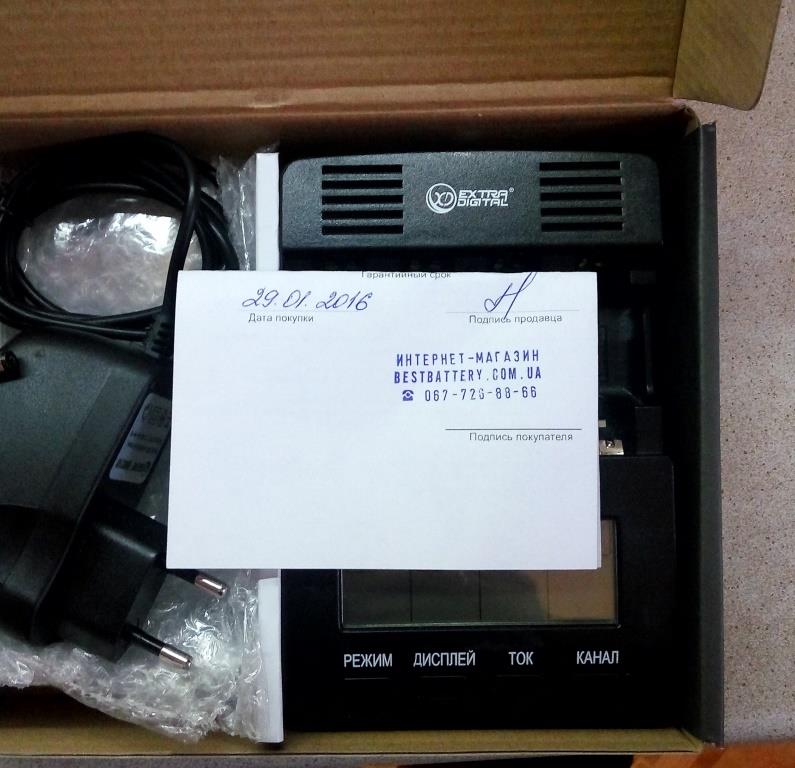 EXTRA
DIGITAL
Гарантийный срок
29.01.2016
Дата покупки
Подпись продавца
ИНТЕРНЕТ-МАГАЗИН
BESTBATTERY.COM.UA
☎ 067-726-88-66
Подпись покупателя
РЕЖИМ ДИСПЛЕЙ ТОК КАНАЛ